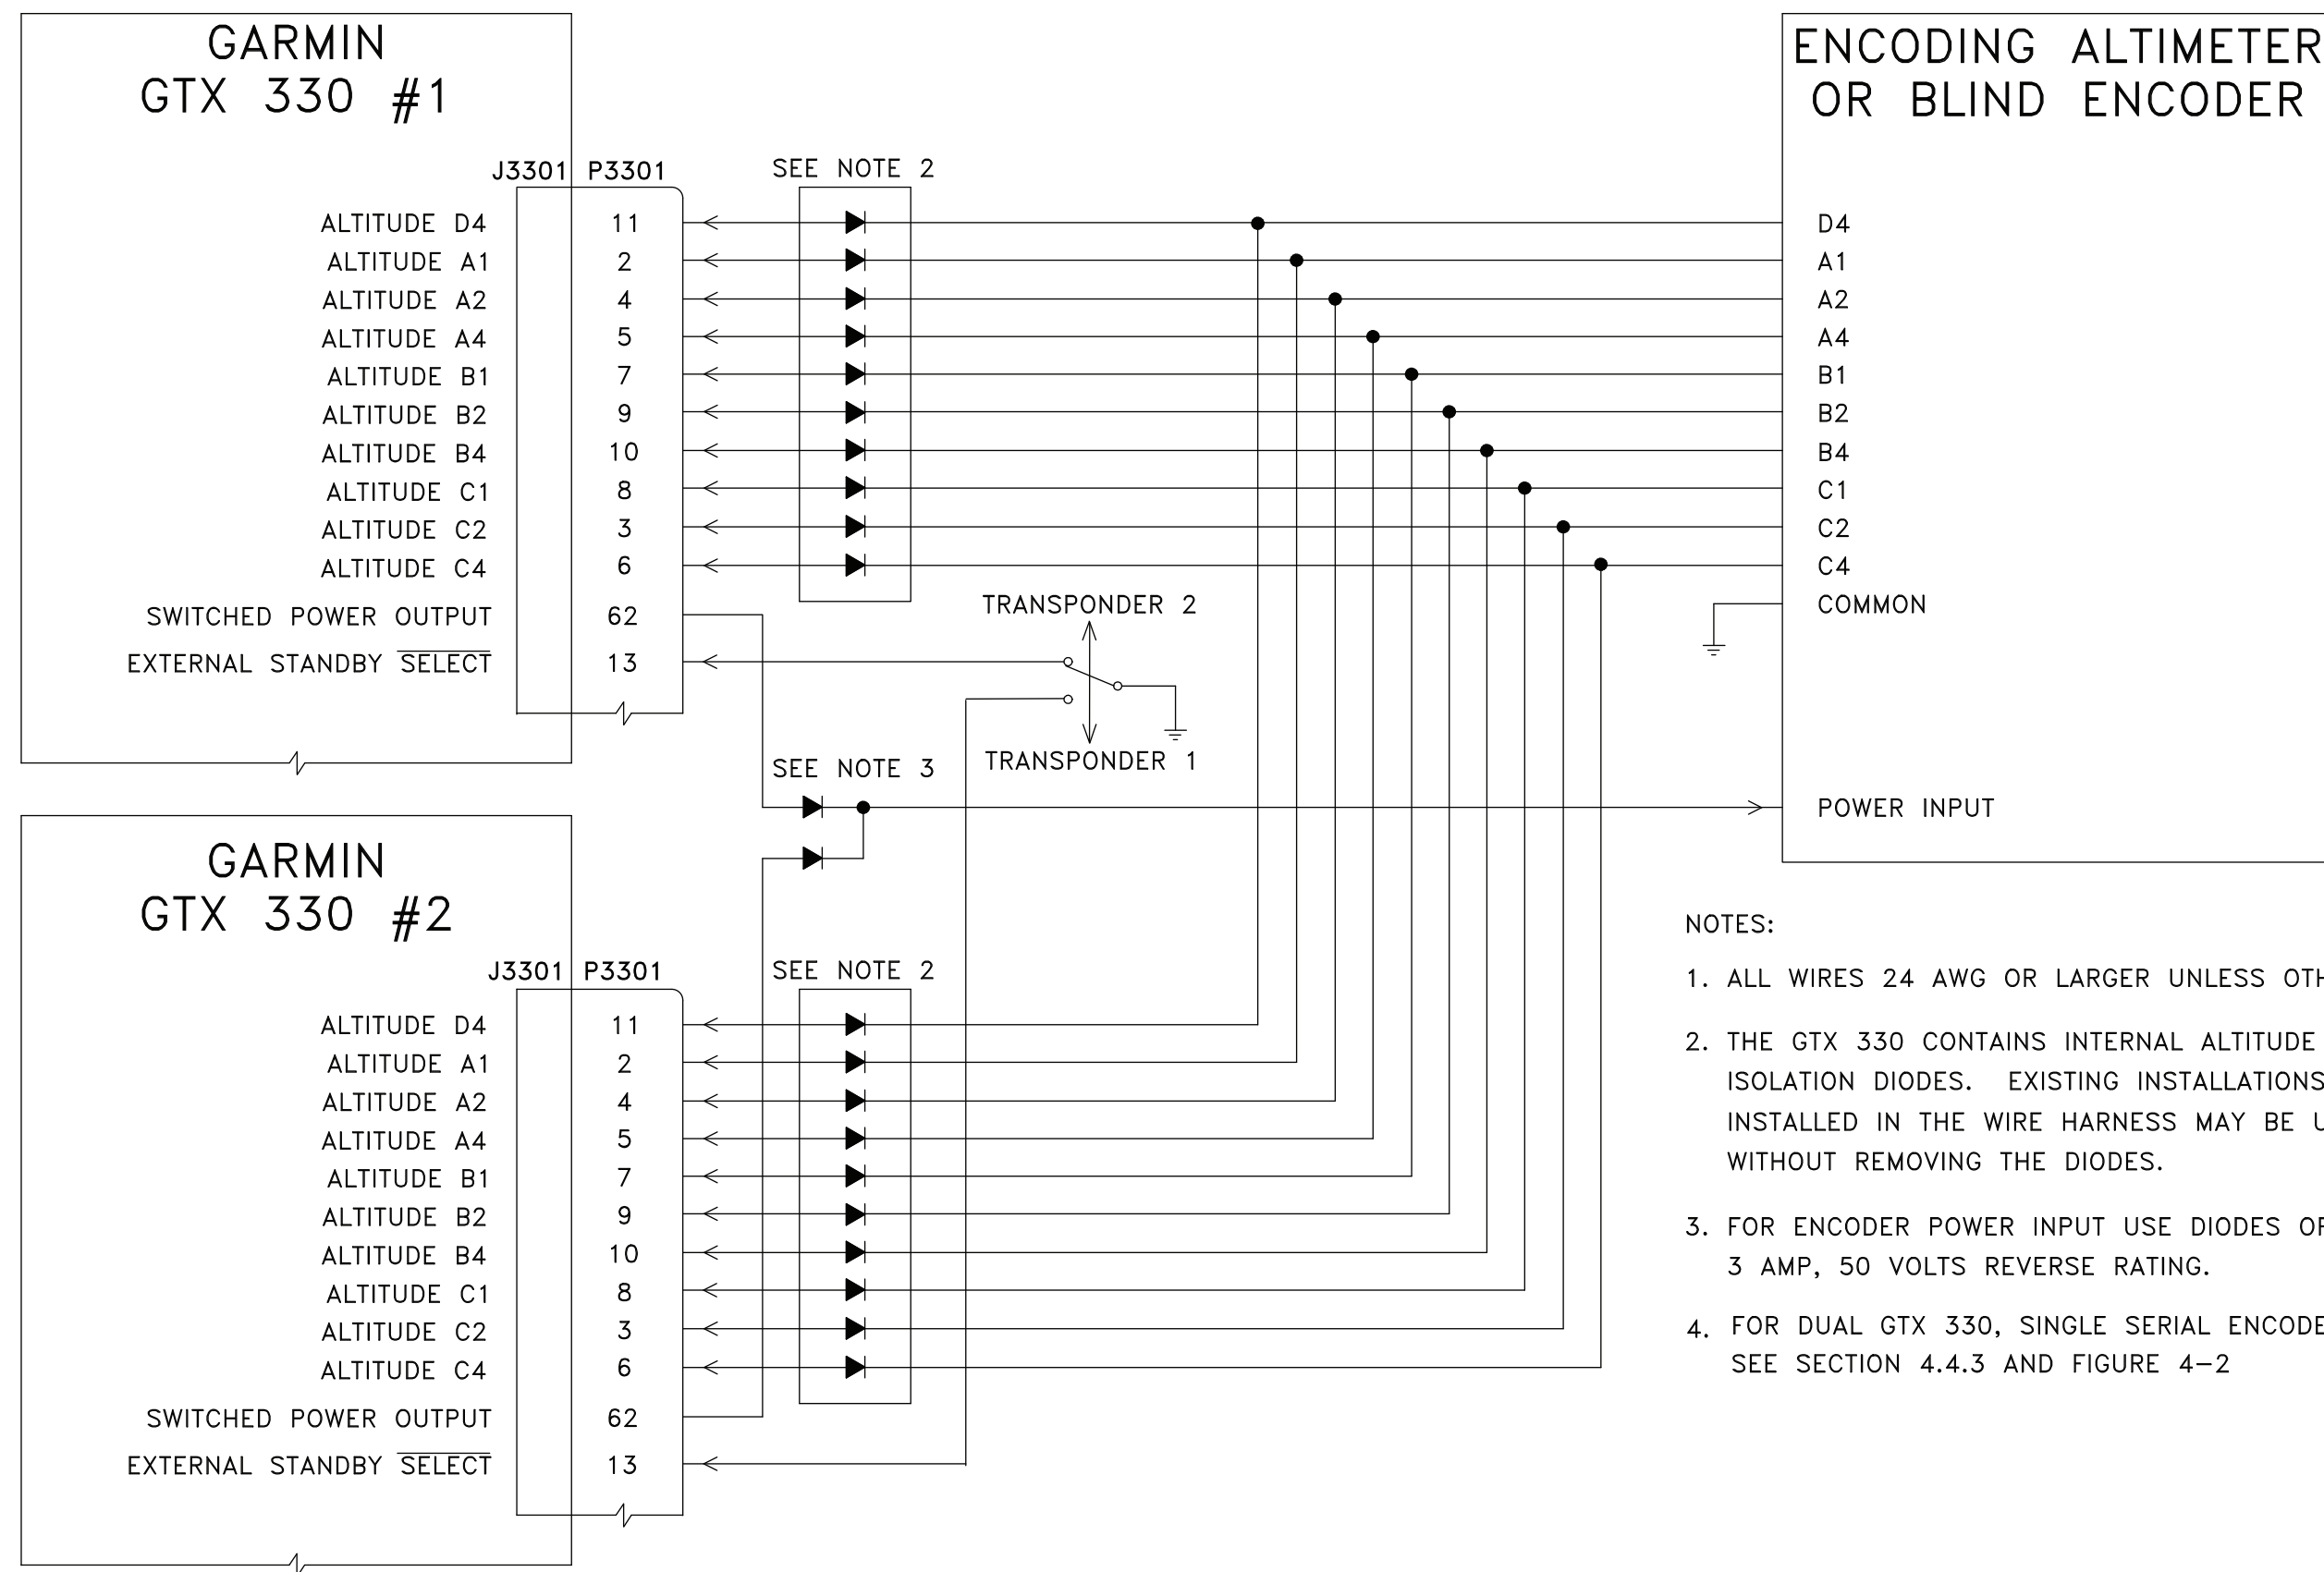 GARMIN
GTX 330 #1
J3301 P3301
SEE NOTE 2
ALTITUDE D4 11
ALTITUDE A1 2
ALTITUDE A2 4
ALTITUDE A4 5
ALTITUDE B1 7
ALTITUDE B2 9
ALTITUDE B4 10
ALTITUDE C1 8
ALTITUDE C2 3
ALTITUDE C4 6
SWITCHED POWER OUTPUT 62
EXTERNAL STANDBY SELECT 13
TRANSPONDER 2
TRANSPONDER 1
SEE NOTE 3
ENCODING ALTIMETER
OR BLIND ENCODER
D4
A1
A2
A4
B1
B2
B4
C1
C2
C4
COMMON
POWER INPUT
GARMIN
GTX 330 #2
J3301 P3301
SEE NOTE 2
ALTITUDE D4 11
ALTITUDE A1 2
ALTITUDE A2 4
ALTITUDE A4 5
ALTITUDE B1 7
ALTITUDE B2 9
ALTITUDE B4 10
ALTITUDE C1 8
ALTITUDE C2 3
ALTITUDE C4 6
SWITCHED POWER OUTPUT 62
EXTERNAL STANDBY SELECT 13
NOTES:
1. ALL WIRES 24 AWG OR LARGER UNLESS
2. THE GTX 330 CONTAINS INTERNAL ALTITUDE
ISOLATION DIODES. EXISTING INSTALLATIONS
INSTALLED IN THE WIRE HARNESS MAY BE
WITHOUT REMOVING THE DIODES.
3. FOR ENCODER POWER INPUT USE DIODES
3 AMP, 50 VOLTS REVERSE RATING.
4. FOR DUAL GTX 330, SINGLE SERIAL
SEE SECTION 4.4.3 AND FIGURE 4-2